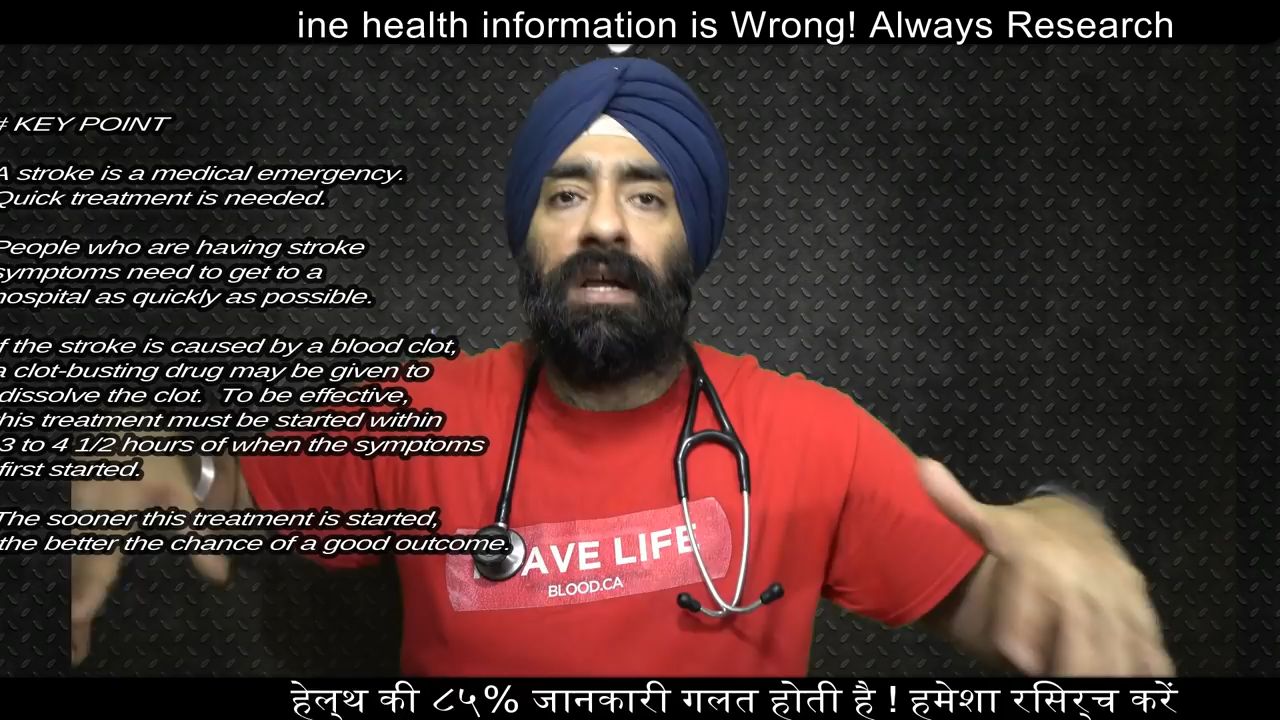 ine health information is Wrong! Always Research
# KEY POINT
A stroke is a medical emergency.
Quick treatment is needed.
People who are having stroke
symptoms need to get to a
hospital as quickly as possible.
If the stroke is caused by a blood clot,
a clot-busting drug may be given to
dissolve the clot. To be effective,
this treatment must be started within
3 to 4 1/2 hours of when the symptoms
first started.
The sooner this treatment is started,
the better the chance of a good outcome.
AVE LIFE
BLOOD.CA
हेल्थ की ८५% जानकारी गलत होती है ! हमेशा रिसर्च करें